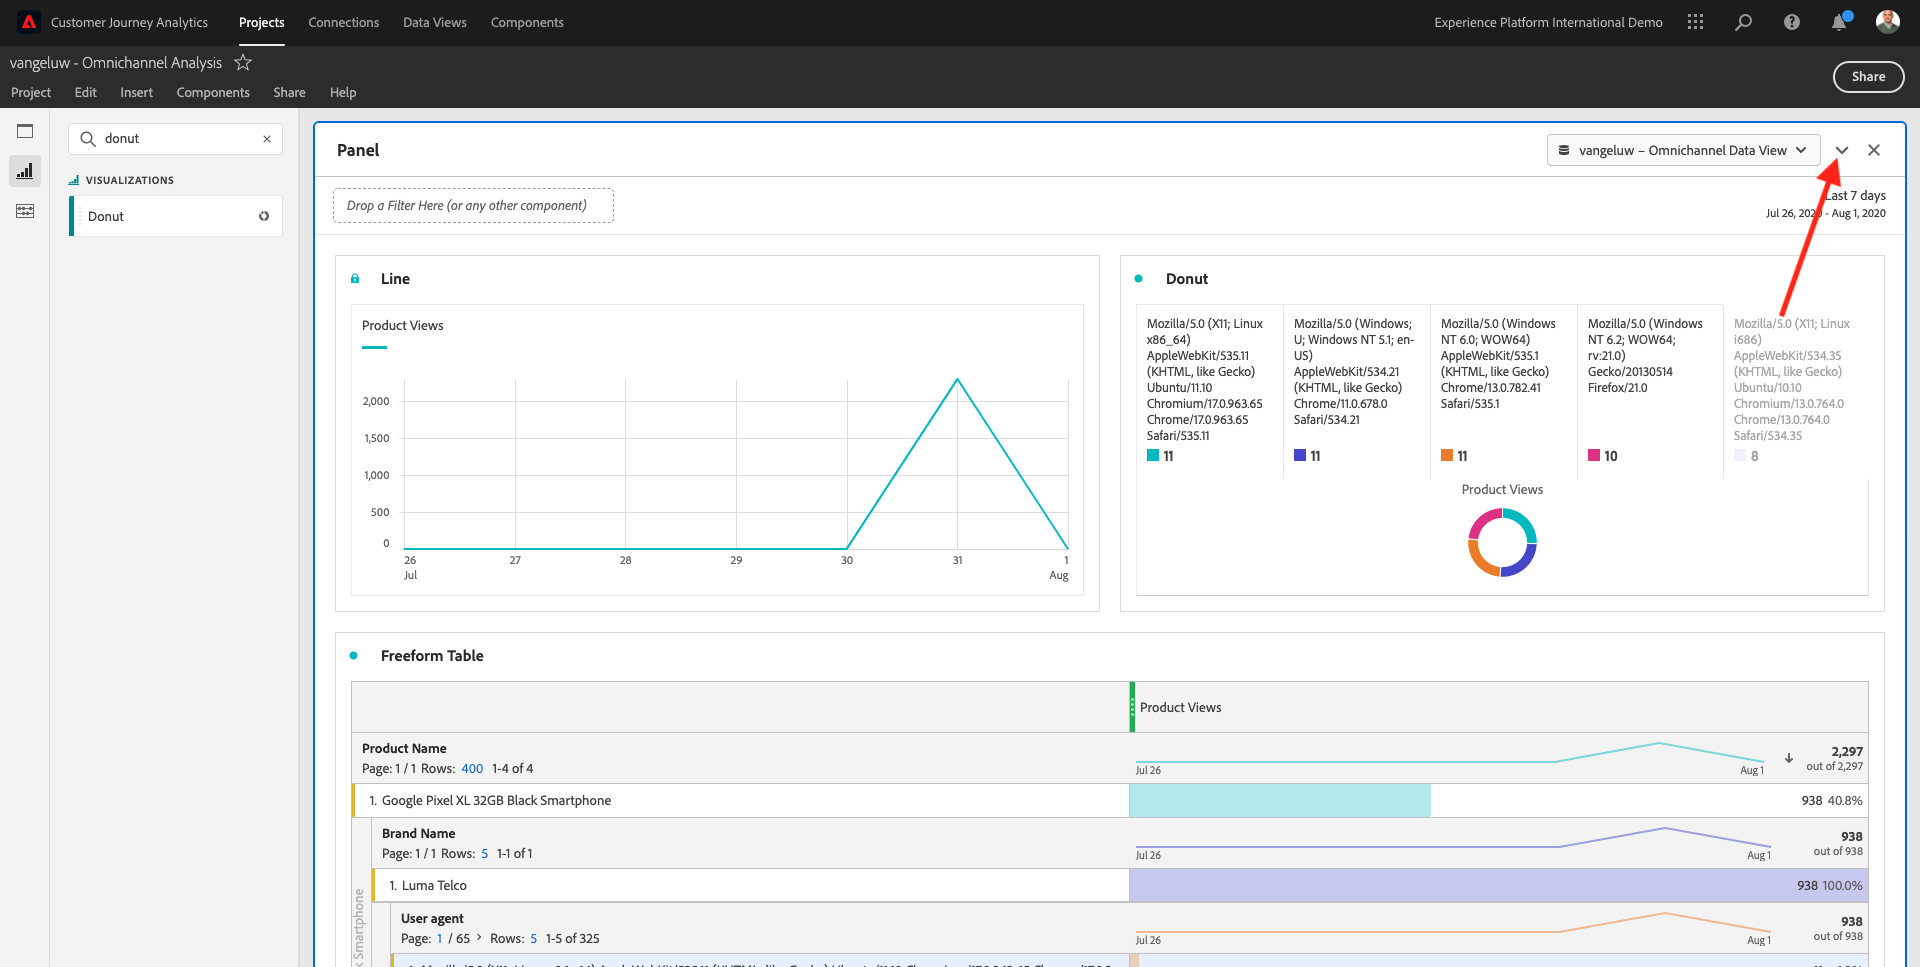 Customer Journey Analytics Projects Connections Data Views Components Experience Platform International Demo
vangeluw - Omnichannel Analysis
Share
Project Edit Insert Components Share Help
donut
VISUALIZATIONS
Donut
Panel
vangeluw – Omnichannel Data View
Drop a Filter Here (or any other component)
Last 7 days
Jul 26, 2020 - Aug 1, 2020
Line
Product Views
2,000
1,500
1,000
500
0
26 27 28 29 30 31 1
Jul Aug
Donut
Mozilla/5.0 (X11; Linux
x86_64)
AppleWebKit/535.11
(KHTML, like Gecko)
Ubuntu/11.10
Chromium/17.0.963.65
Chrome/17.0.963.65
Safari/535.11
11
Mozilla/5.0 (Windows;
U; Windows NT 5.1; en-
US)
AppleWebKit/534.21
(KHTML, like Gecko)
Chrome/11.0.678.0
Safari/534.21
11
Mozilla/5.0 (Windows
NT 6.0; WOW64)
AppleWebKit/535.1
(KHTML, like Gecko)
Chrome/13.0.782.41
Safari/535.1
11
Mozilla/5.0 (Windows
NT 6.2; WOW64;
rv:21.0)
Gecko/20130514
Firefox/21.0
10
Mozilla/5.0 (X11; Linux
i686)
AppleWebKit/534.35
(KHTML, like Gecko)
Ubuntu/10.10
Chromium/13.0.764.0
Chrome/13.0.764.0
Safari/534.35
8
Product Views
Freeform Table
Product Views
Product Name
Page: 1 / 1 Rows: 400 1-4 of 4
Jul 26 Aug 1
2,297
out of 2,297
1. Google Pixel XL 32GB Black Smartphone 938 40.8%
Brand Name
Page: 1 / 1 Rows: 5 1-1 of 1
Jul 26 Aug 1
938
out of 938
1. Luma Telco 938 100.0%
User agent
Page: 1 / 65 > Rows: 5 1-5 of 325
Jul 26 Aug 1
938
out of 938
Smartphone